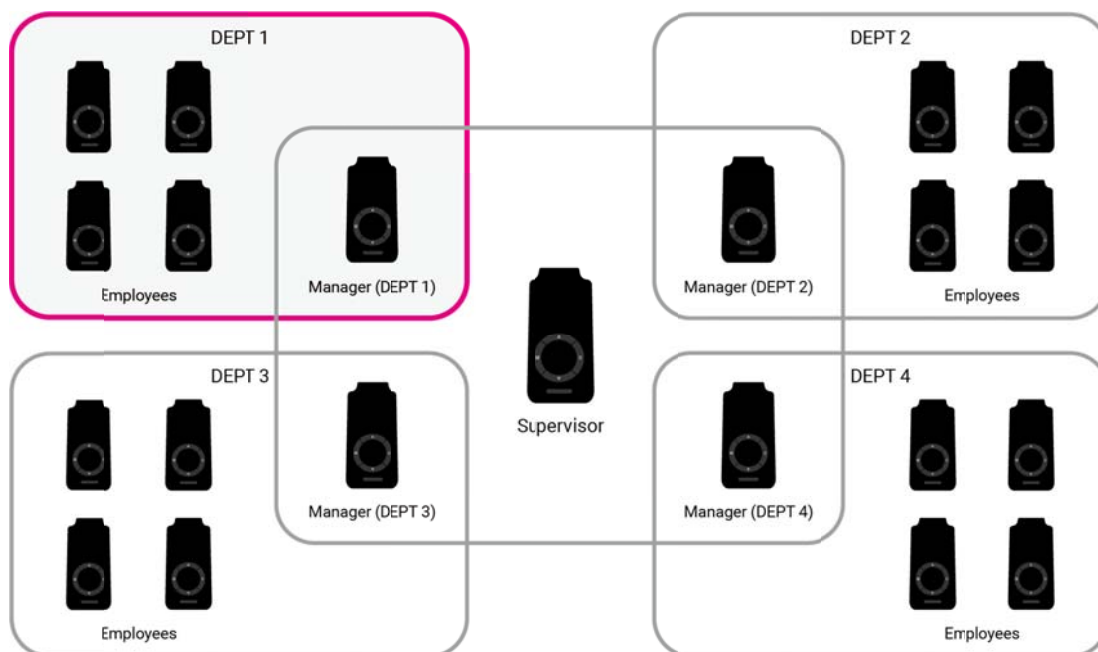 DEPT 1
DEPT 2
Manager (DEPT 1)
Manager (DEPT 2)
Employees
Employees
DEPT 3
DEPT 4
Supervisor
Manager (DEPT 3)
Manager (DEPT 4)
Employees
Employees